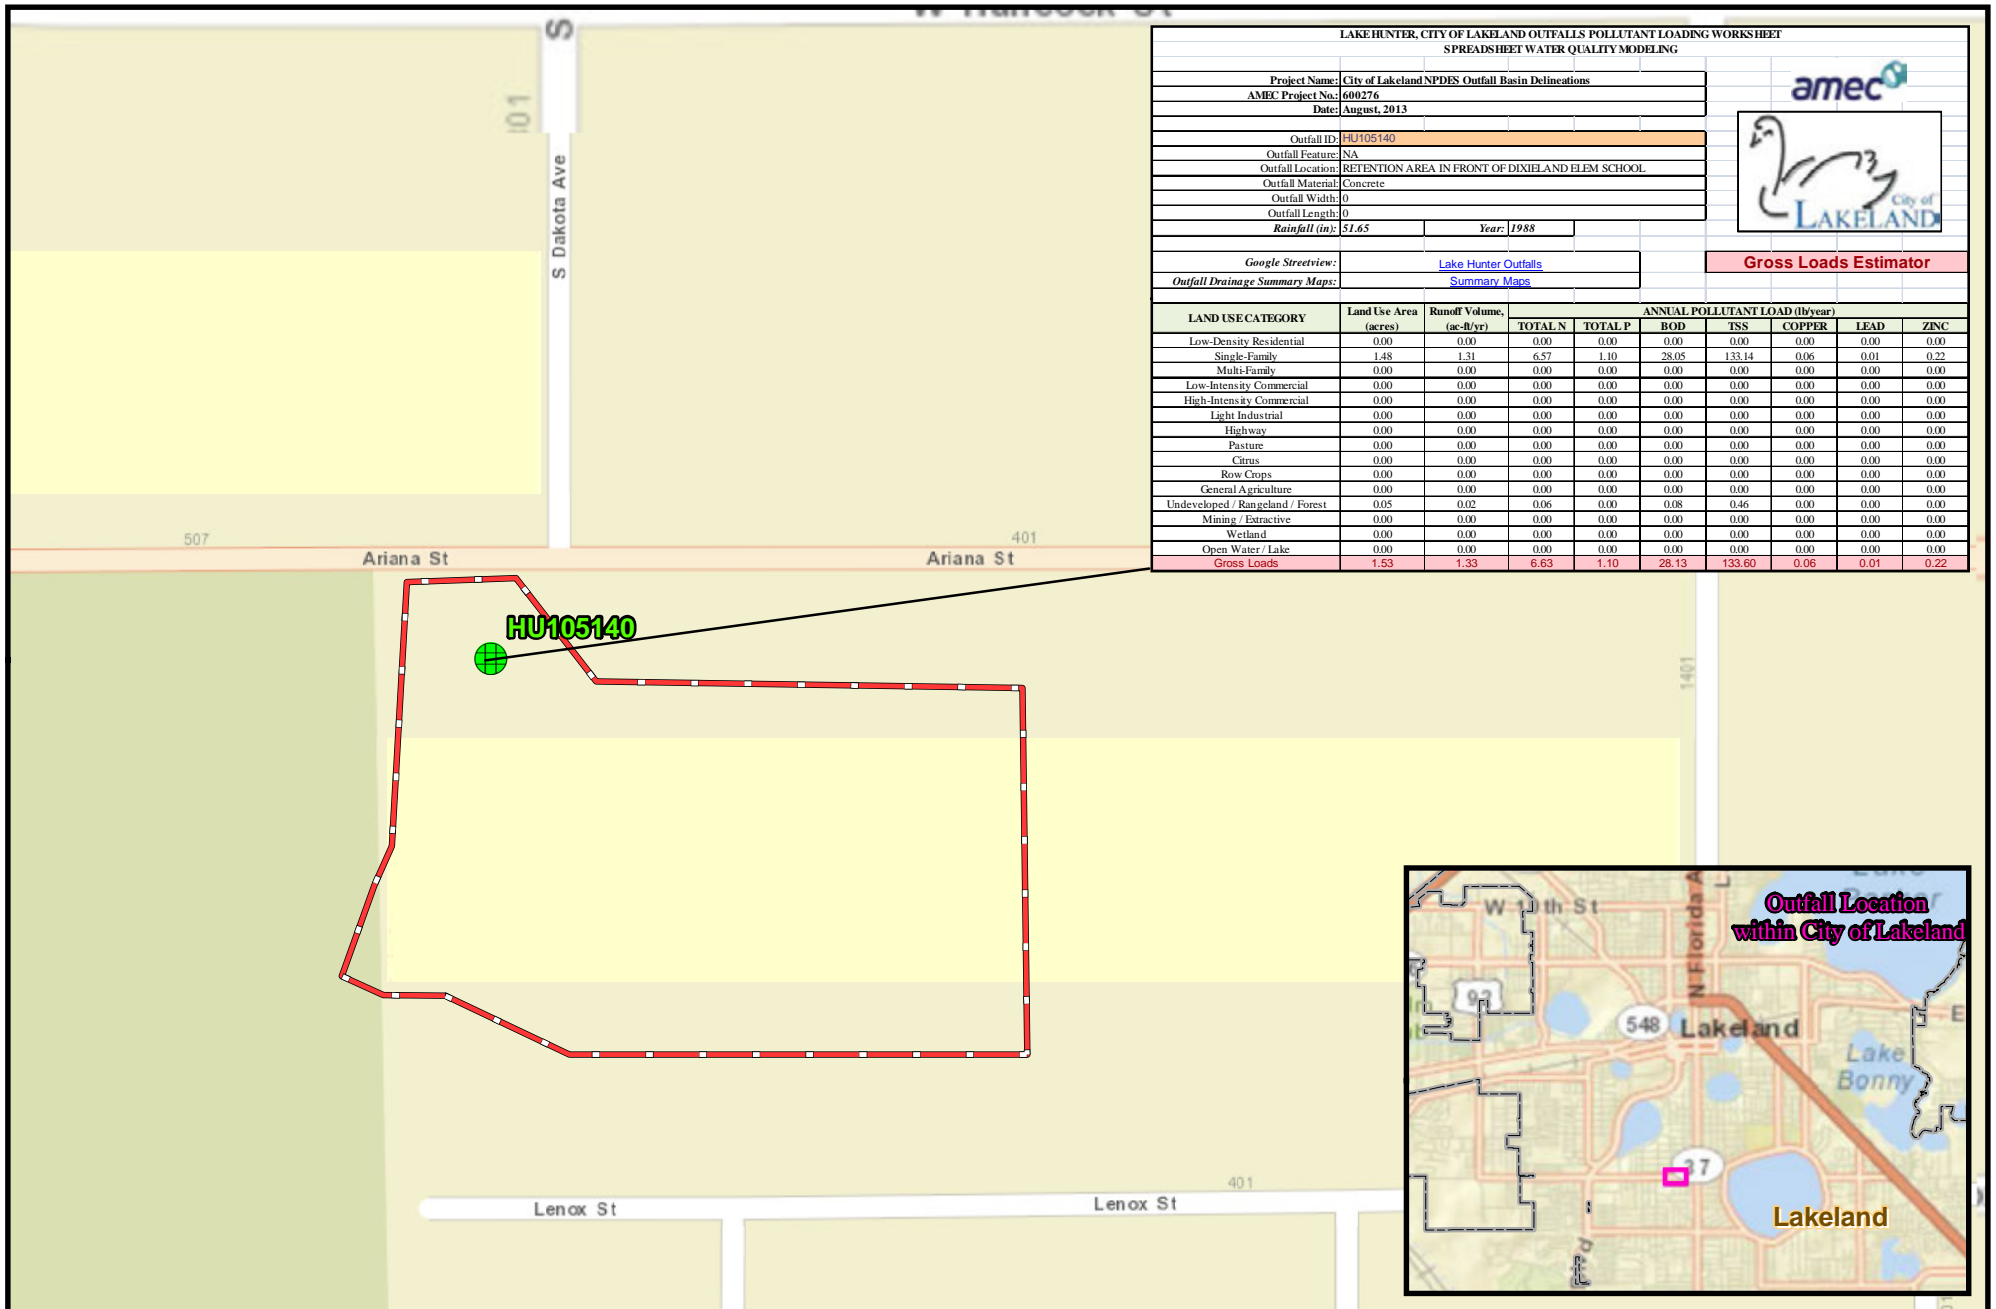 W Hancock St
S
301
S Dakota Ave
507
Ariana St
401
Ariana St
HU105140
1401
Lenox St
401
Lenox St
LAKE HUNTER, CITY OF LAKELAND OUTFALLS POLLUTANT LOADING WORKSHEET
SPREADSHEET WATER QUALITY MODELING
Project Name: City of Lakeland NPDES Outfall Basin Delineations
AMEC Project No.: 600276
Date: August, 2013
amec
Outfall ID: HU105140
Outfall Feature: NA
Outfall Location: RETENTION AREA IN FRONT OF DIXIELAND ELEM SCHOOL
Outfall Material: Concrete
Outfall Width: 0
Outfall Length: 0
Rainfall (in): 51.65 Year: 1988
City of
LAKELAND
Google Streetview: Lake Hunter Outfalls
Gross Loads Estimator
Outfall Drainage Summary Maps: Summary Maps
LAND USE CATEGORY Land Use Area (acres) Runoff Volume, (ac-ft/yr) ANNUAL POLLUTANT LOAD (lb/year)
TOTAL N TOTAL P BOD TSS COPPER LEAD ZINC
Low-Density Residential 0.00 0.00 0.00 0.00 0.00 0.00 0.00 0.00 0.00
Single-Family 1.48 1.31 6.57 1.10 28.05 133.14 0.06 0.01 0.22
Multi-Family 0.00 0.00 0.00 0.00 0.00 0.00 0.00 0.00 0.00
Low-Intensity Commercial 0.00 0.00 0.00 0.00 0.00 0.00 0.00 0.00 0.00
High-Intensity Commercial 0.00 0.00 0.00 0.00 0.00 0.00 0.00 0.00 0.00
Light Industrial 0.00 0.00 0.00 0.00 0.00 0.00 0.00 0.00 0.00
Highway 0.00 0.00 0.00 0.00 0.00 0.00 0.00 0.00 0.00
Pasture 0.00 0.00 0.00 0.00 0.00 0.00 0.00 0.00 0.00
Citrus 0.00 0.00 0.00 0.00 0.00 0.00 0.00 0.00 0.00
Row Crops 0.00 0.00 0.00 0.00 0.00 0.00 0.00 0.00 0.00
General Agriculture 0.00 0.00 0.00 0.00 0.00 0.00 0.00 0.00 0.00
Undeveloped / Rangeland / Forest 0.05 0.02 0.06 0.00 0.08 0.46 0.00 0.00 0.00
Mining / Extractive 0.00 0.00 0.00 0.00 0.00 0.00 0.00 0.00 0.00
Wetland 0.00 0.00 0.00 0.00 0.00 0.00 0.00 0.00 0.00
Open Water / Lake 0.00 0.00 0.00 0.00 0.00 0.00 0.00 0.00 0.00
Gross Loads 1.53 1.33 6.63 1.10 28.13 133.60 0.06 0.01 0.22
Outfall Location
within City of Lakeland
W 10th St
N Florida A
92
548
Lakeland
Lake
Bonny
37
Lakeland